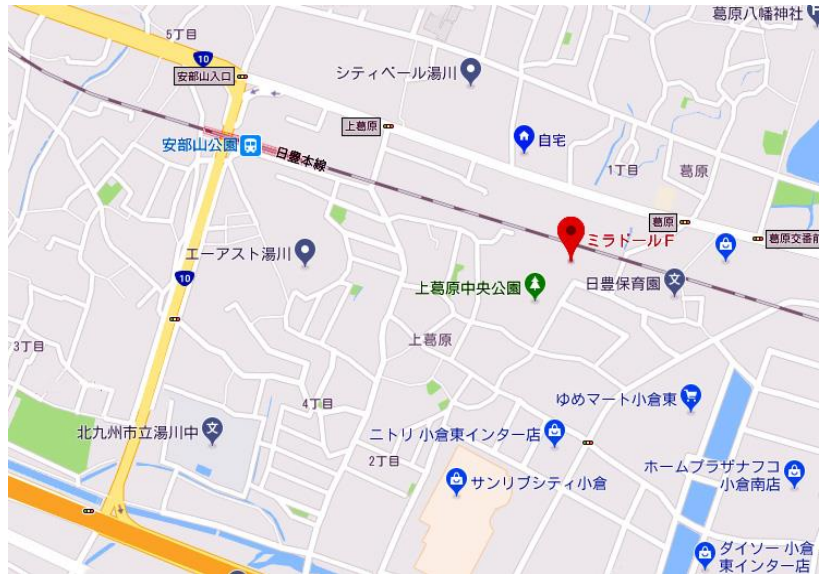 葛原八幡神社
5丁目
10
安部山入口
シティベール湯川
上葛原
自宅
安部山公園
日豊本線
1丁目
葛原
葛原
ミラドールF
葛原交番前
エーアスト湯川
10
上葛原中央公園
日豊保育園
文
3丁目
上葛原
4丁目
ゆめマート小倉東
北九州市立湯川中
文
ニトリ 小倉東インター店
2丁目
サンリブシティ小倉
ホームプラザナフコ
小倉南店
ダイソー 小倉
東インター店